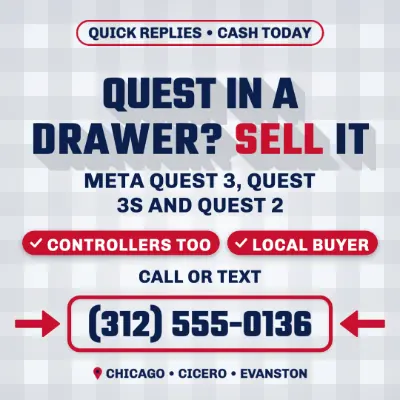 QUICK REPLIES • CASH TODAY
QUEST IN A
DRAWER? SELL IT
META QUEST 3, QUEST
3S AND QUEST 2
✓ CONTROLLERS TOO ✓ LOCAL BUYER
CALL OR TEXT
(312) 555-0136
CHICAGO • CICERO • EVANSTON